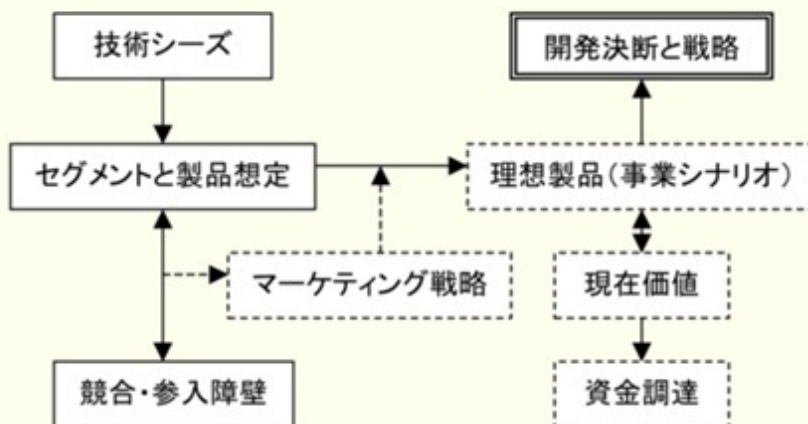 技術シーズ
開発決断と戦略
セグメントと製品想定
理想製品(事業シナリオ)
マーケティング戦略
現在価値
競合・参入障壁
資金調達